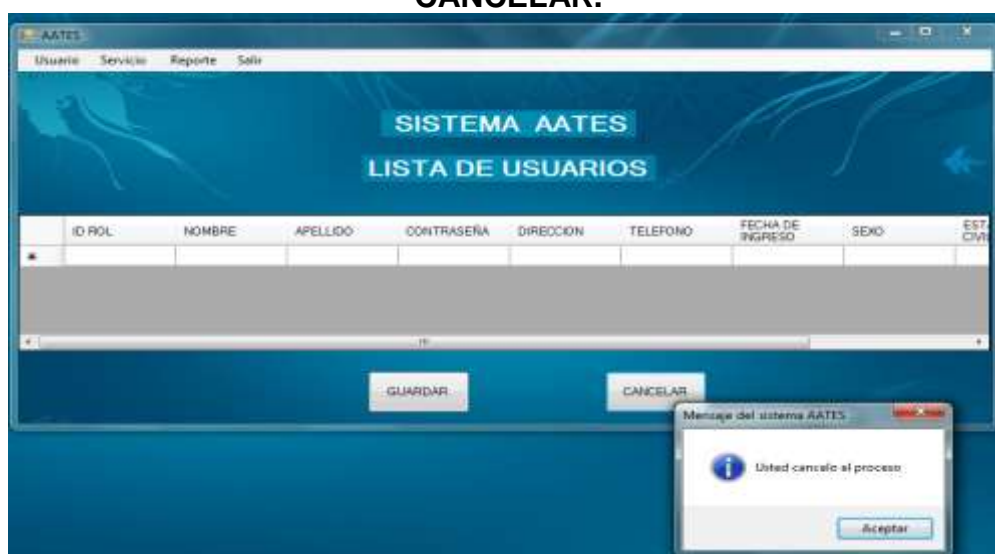 CANCELAR.
AATES
Usuario Servicio Reporte Salir
SISTEMA AATES
LISTA DE USUARIOS
ID ROL NOMBRE APELLIDO CONTRASEÑA DIRECCION TELEFONO FECHA DE INGRESO SEXO
GUARDAR CANCELAR
Mensaje del sistema AATES
Usted cancelo el proceso
Aceptar